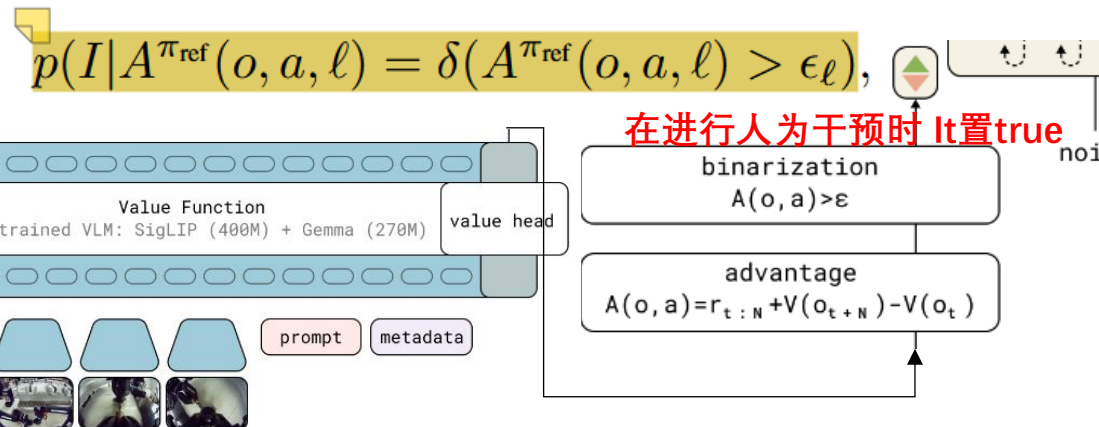 p(I|A^{π_ref}(o, a, ℓ) = δ(A^{π_ref}(o, a, ℓ) > ϵ_ℓ),
在进行人为干预时 It置true
noi
binarization
A(o,a)>ε
Value Function
trained VLM: SigLIP (400M) + Gemma (270M)
value head
advantage
A(o,a)=r_{t:N}+V(o_{t+N})-V(o_t)
prompt
metadata